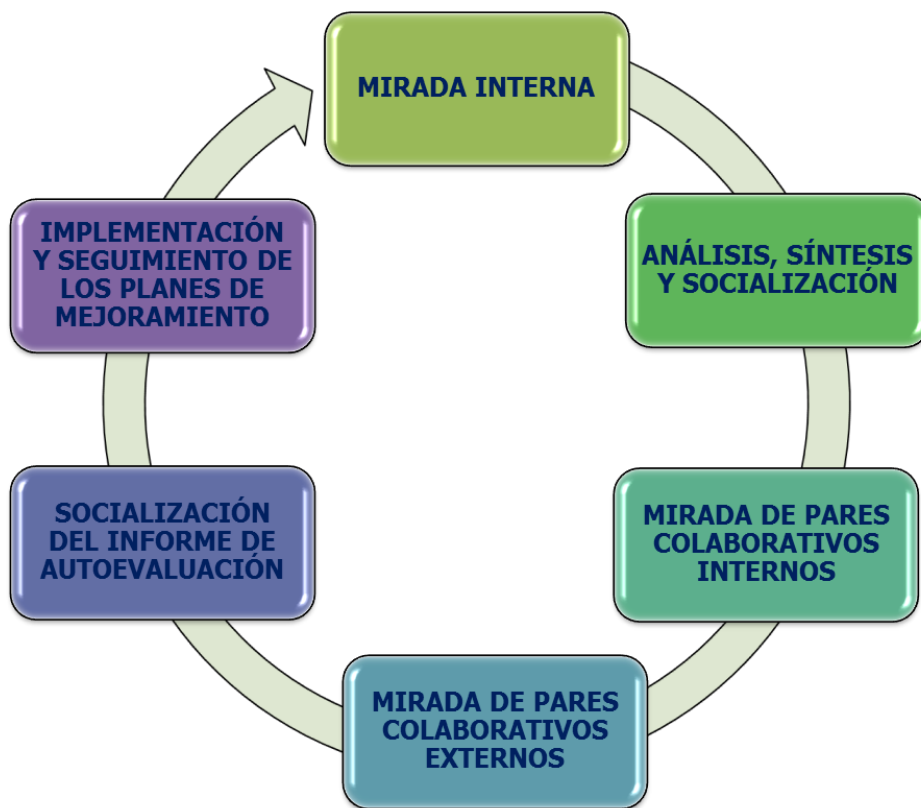 MIRADA INTERNA
ANÁLISIS, SÍNTESIS
Y SOCIALIZACIÓN
MIRADA DE PARES
COLABORATIVOS
INTERNOS
MIRADA DE PARES
COLABORATIVOS
EXTERNOS
SOCIALIZACIÓN
DEL INFORME DE
AUTOEVALUACIÓN
IMPLEMENTACIÓN
Y SEGUIMIENTO DE
LOS PLANES DE
MEJORAMIENTO